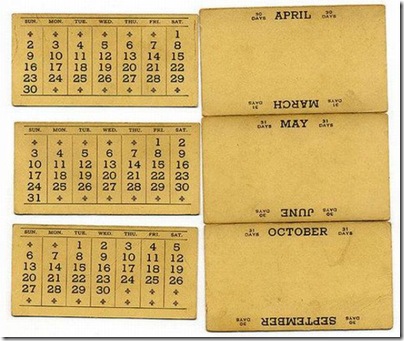 SUN. MON. TUE. WED. THU. FRI. SAT.
1
2 3 4 5 6 7 8
9 10 11 12 13 14 15
16 17 18 19 20 21 22
23 24 25 26 27 28 29
30
30 DAYS APRIL 30 DAYS
31 DAYS MARCH 31 DAYS
SUN. MON. TUE. WED. THU. FRI. SAT.
1 2
3 4 5 6 7 8 9
10 11 12 13 14 15 16
17 18 19 20 21 22 23
24 25 26 27 28 29 30
31
31 DAYS MAY 31 DAYS
30 DAYS JUNE 30 DAYS
SUN. MON. TUE. WED. THU. FRI. SAT.
1 2 3 4 5
6 7 8 9 10 11 12
13 14 15 16 17 18 19
20 21 22 23 24 25 26
27 28 29 30
31 DAYS OCTOBER 31 DAYS
30 DAYS SEPTEMBER 30 DAYS